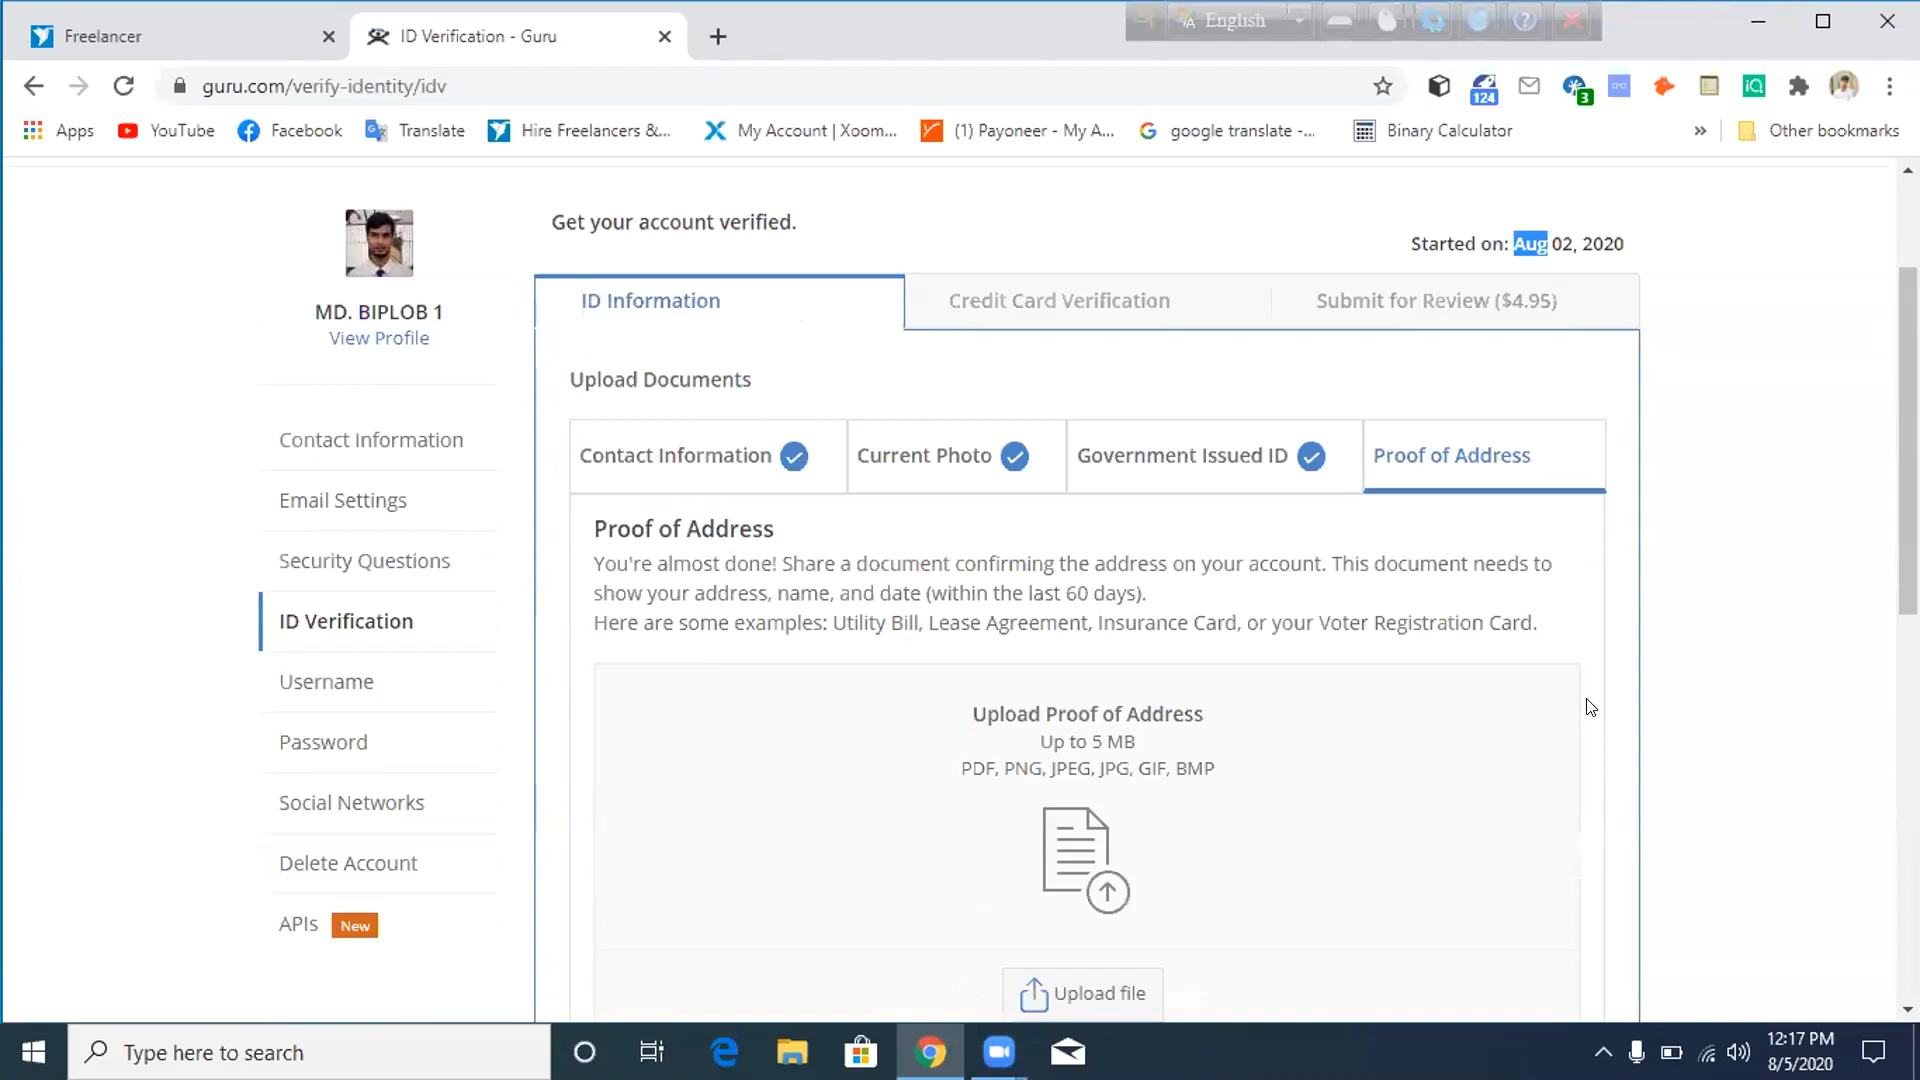 Freelancer
ID Verification - Guru
English
guru.com/verify-identity/idv
124
3
Apps
YouTube
Facebook
Translate
Hire Freelancers &...
My Account | Xoom...
(1) Payoneer - My A...
google translate -...
Binary Calculator
Other bookmarks
Get your account verified.
Started on: Aug 02, 2020
MD. BIPLOB 1
View Profile
ID Information
Credit Card Verification
Submit for Review ($4.95)
Upload Documents
Contact Information
Current Photo
Government Issued ID
Proof of Address
Contact Information
Email Settings
Security Questions
ID Verification
Username
Password
Social Networks
Delete Account
APIs New
Proof of Address
You're almost done! Share a document confirming the address on your account. This document needs to
show your address, name, and date (within the last 60 days).
Here are some examples: Utility Bill, Lease Agreement, Insurance Card, or your Voter Registration Card.
Upload Proof of Address
Up to 5 MB
PDF, PNG, JPEG, JPG, GIF, BMP
Upload file
Type here to search
12:17 PM
8/5/2020